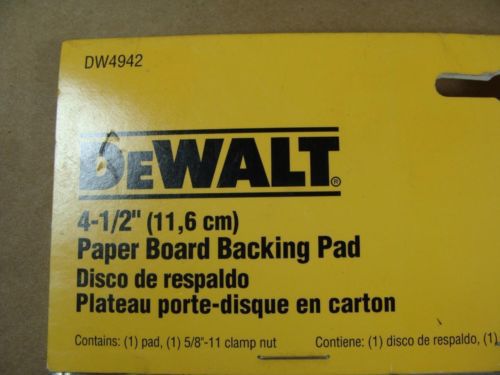 DW4942
DEWALT®
4-1/2" (11,6 cm)
Paper Board Backing Pad
Disco de respaldo
Plateau porte-disque en carton
Contains: (1) pad, (1) 5/8"-11 clamp nut Contiene: (1) disco de respaldo, (1)